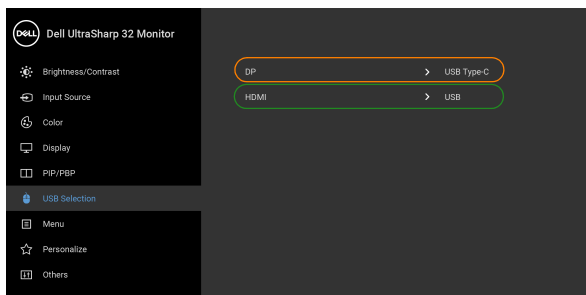 DELL Dell UltraSharp 32 Monitor
Brightness/Contrast
DP USB Type-C
Input Source
HDMI USB
Color
Display
PIP/PBP
USB Selection
Menu
Personalize
Others